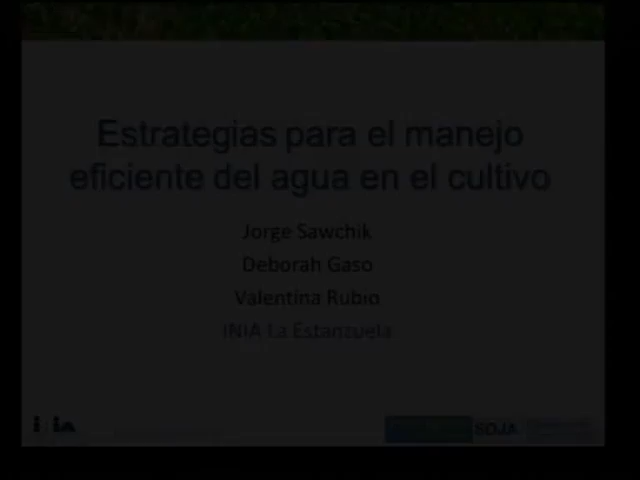 Estrategias para el manejo
eficiente del agua en el cultivo
Jorge Sawchik
Deborah Gaso
Valentina Rubio
INIA La Estanzuela
inia
SOJA